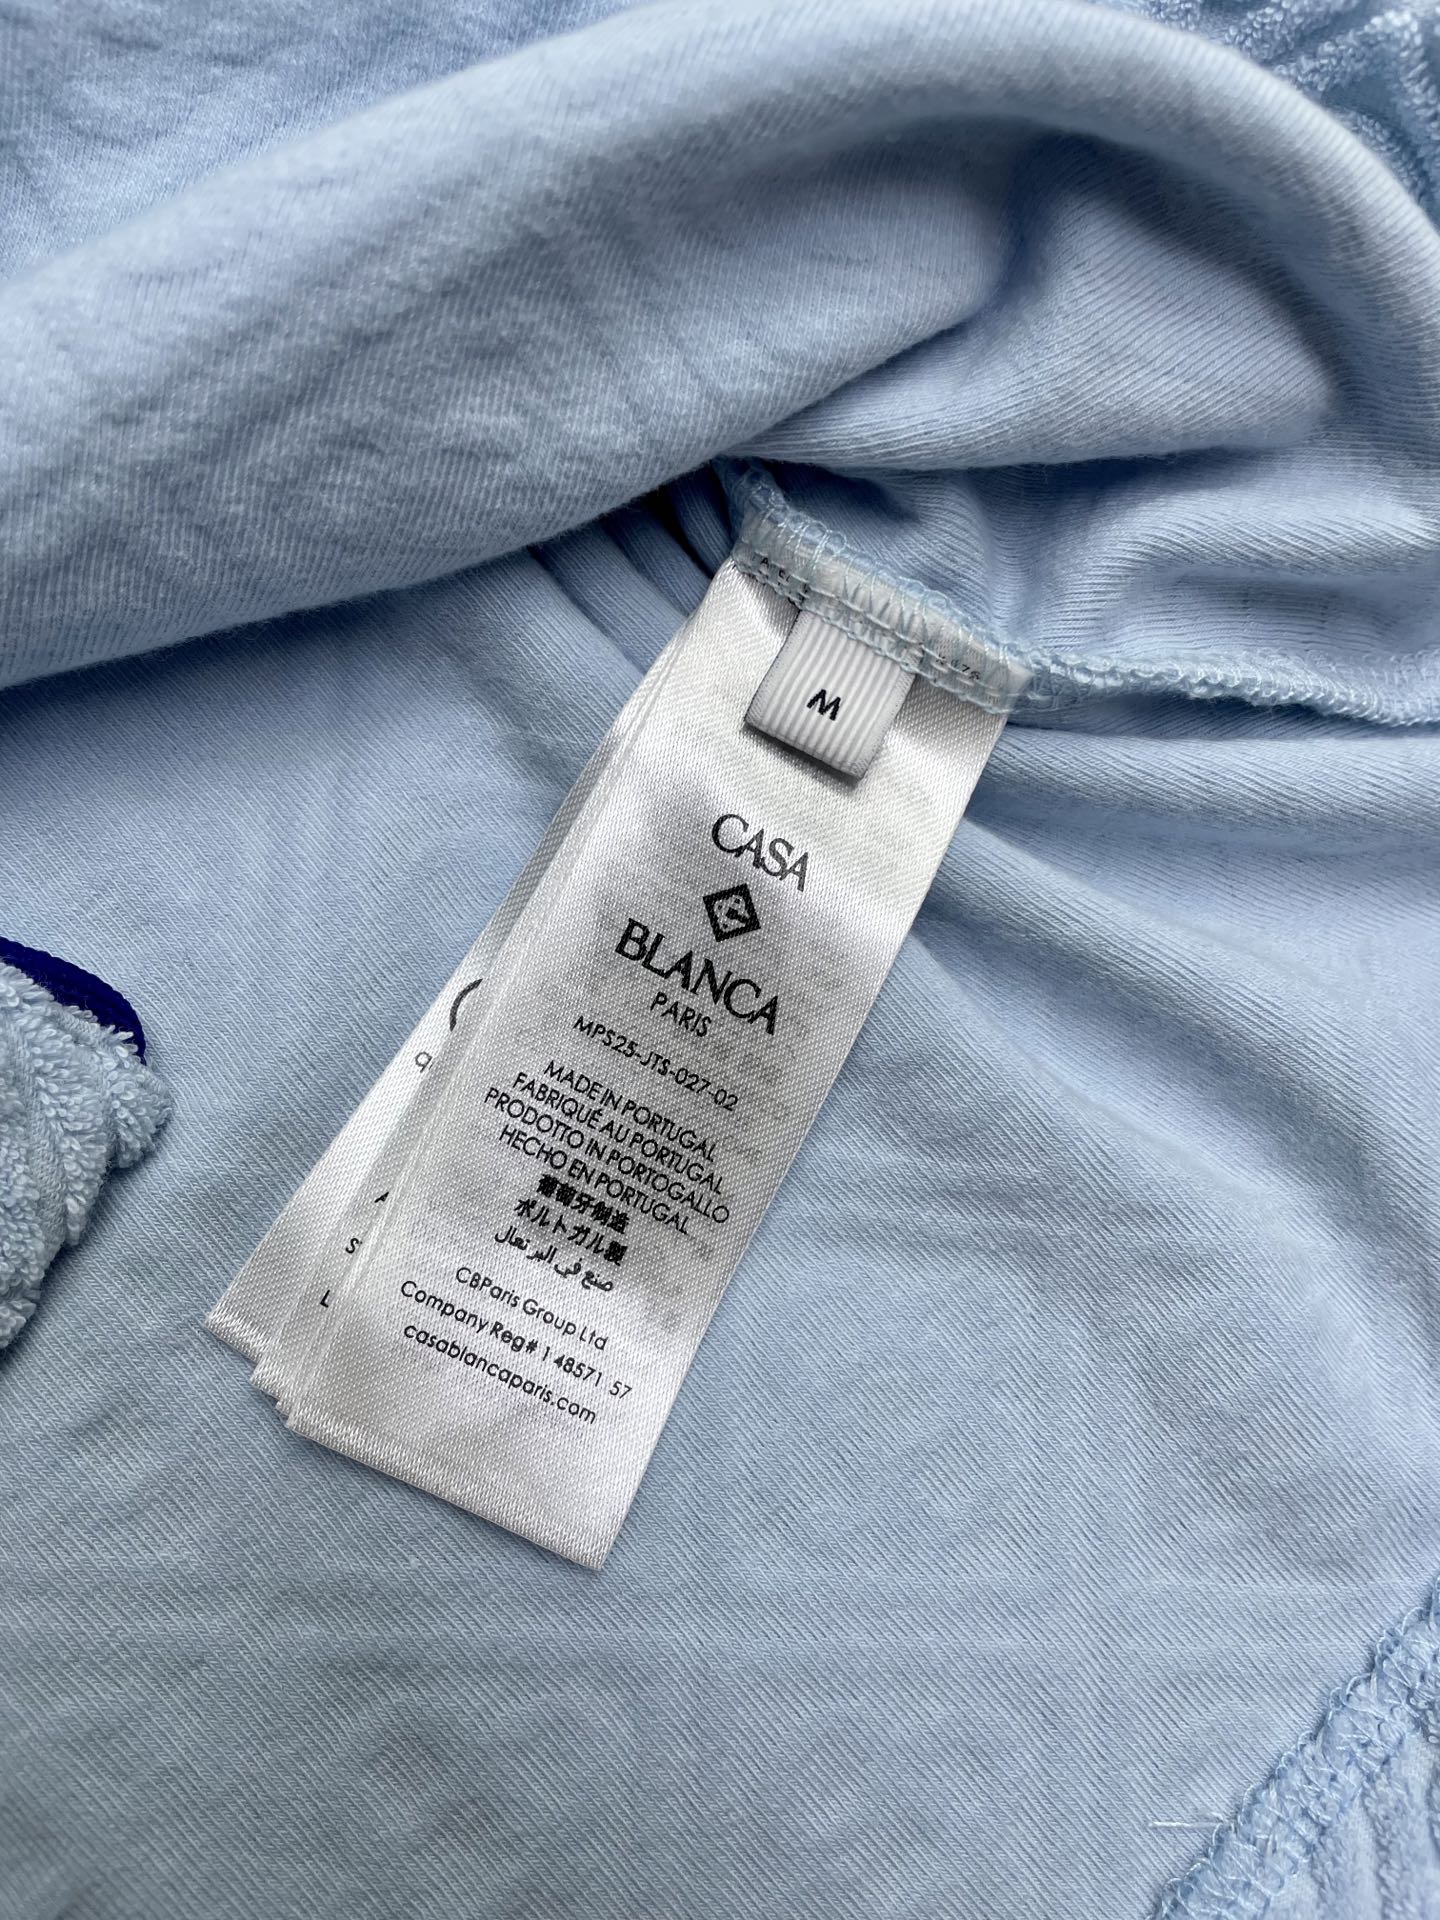 M
CASA
BLANCA
PARIS
MPS25-JTS-027-02
MADE IN PORTUGAL
FABRIQUÉ AU PORTUGAL
PRODOTTO IN PORTOGALLO
HECHO EN PORTUGAL
葡萄牙制造
ポルトガル製
صنع في البرتغال
CBParis Group Ltd
Company Reg# 1 48571 57
casablancaparis.com